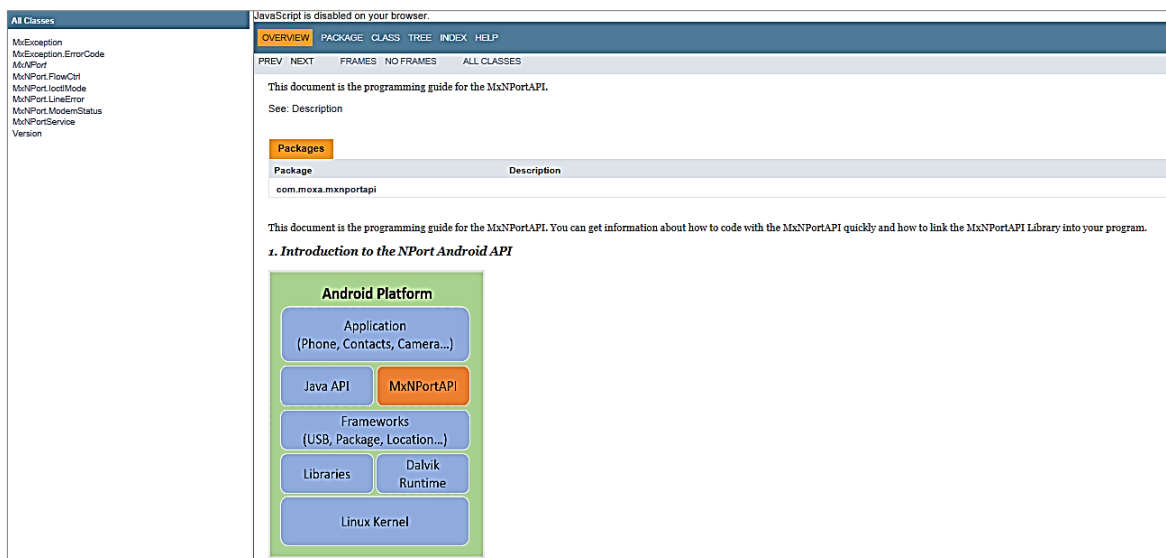 All Classes
MxException
MxException.ErrorCode
MxNPort
MxNPort.FlowCtrl
MxNPort.IoctlMode
MxNPort.LineError
MxNPort.ModemStatus
MxNPortService
Version
JavaScript is disabled on your browser.
OVERVIEW PACKAGE CLASS TREE INDEX HELP
PREV NEXT FRAMES NO FRAMES ALL CLASSES
This document is the programming guide for the MxNPortAPI.
See: Description
Packages
Package Description
com.moxa.mxnportapi
This document is the programming guide for the MxNPortAPI. You can get information about how to code with the MxNPortAPI quickly and how to link the MxNPortAPI Library into your program.
1. Introduction to the NPort Android API
Android Platform
Application
(Phone, Contacts, Camera...)
Java API MxNPortAPI
Frameworks
(USB, Package, Location...)
Libraries Dalvik
Runtime
Linux Kernel